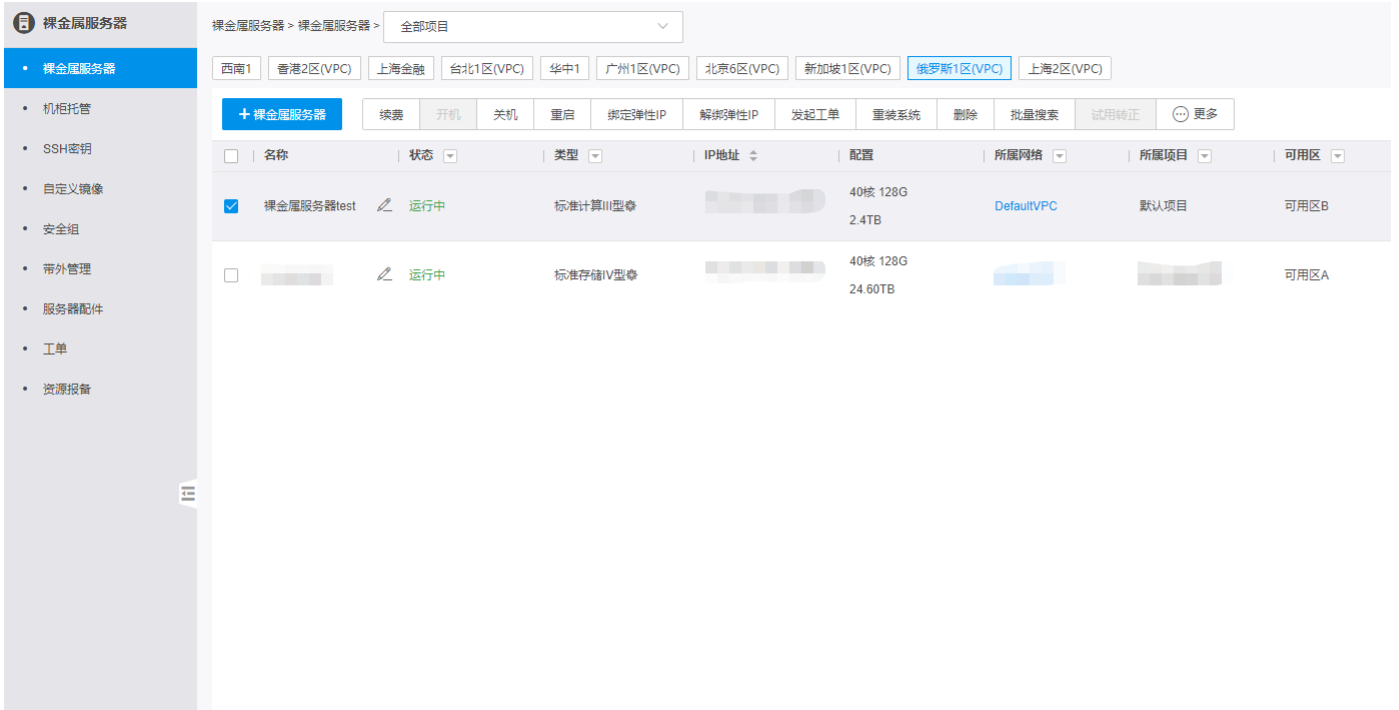 裸金属服务器
裸金属服务器 > 裸金属服务器 > 全部项目
裸金属服务器
机柜托管
SSH密钥
自定义镜像
安全组
带外管理
服务器配件
工单
资源报备
西南1 香港2区(VPC) 上海金融 台北1区(VPC) 华中1 广州1区(VPC) 北京6区(VPC) 新加坡1区(VPC) 俄罗斯1区(VPC) 上海2区(VPC)
+裸金属服务器 续费 开机 关机 重启 绑定弹性IP 解绑弹性IP 发起工单 重装系统 删除 批量搜索 试用转正 更多
名称 状态 类型 IP地址 配置 所属网络 所属项目 可用区
裸金属服务器test 运行中 标准计算III型 40核 128G DefaultVPC 默认项目 可用区B
2.4TB
运行中 标准存储IV型 40核 128G 可用区A
24.60TB